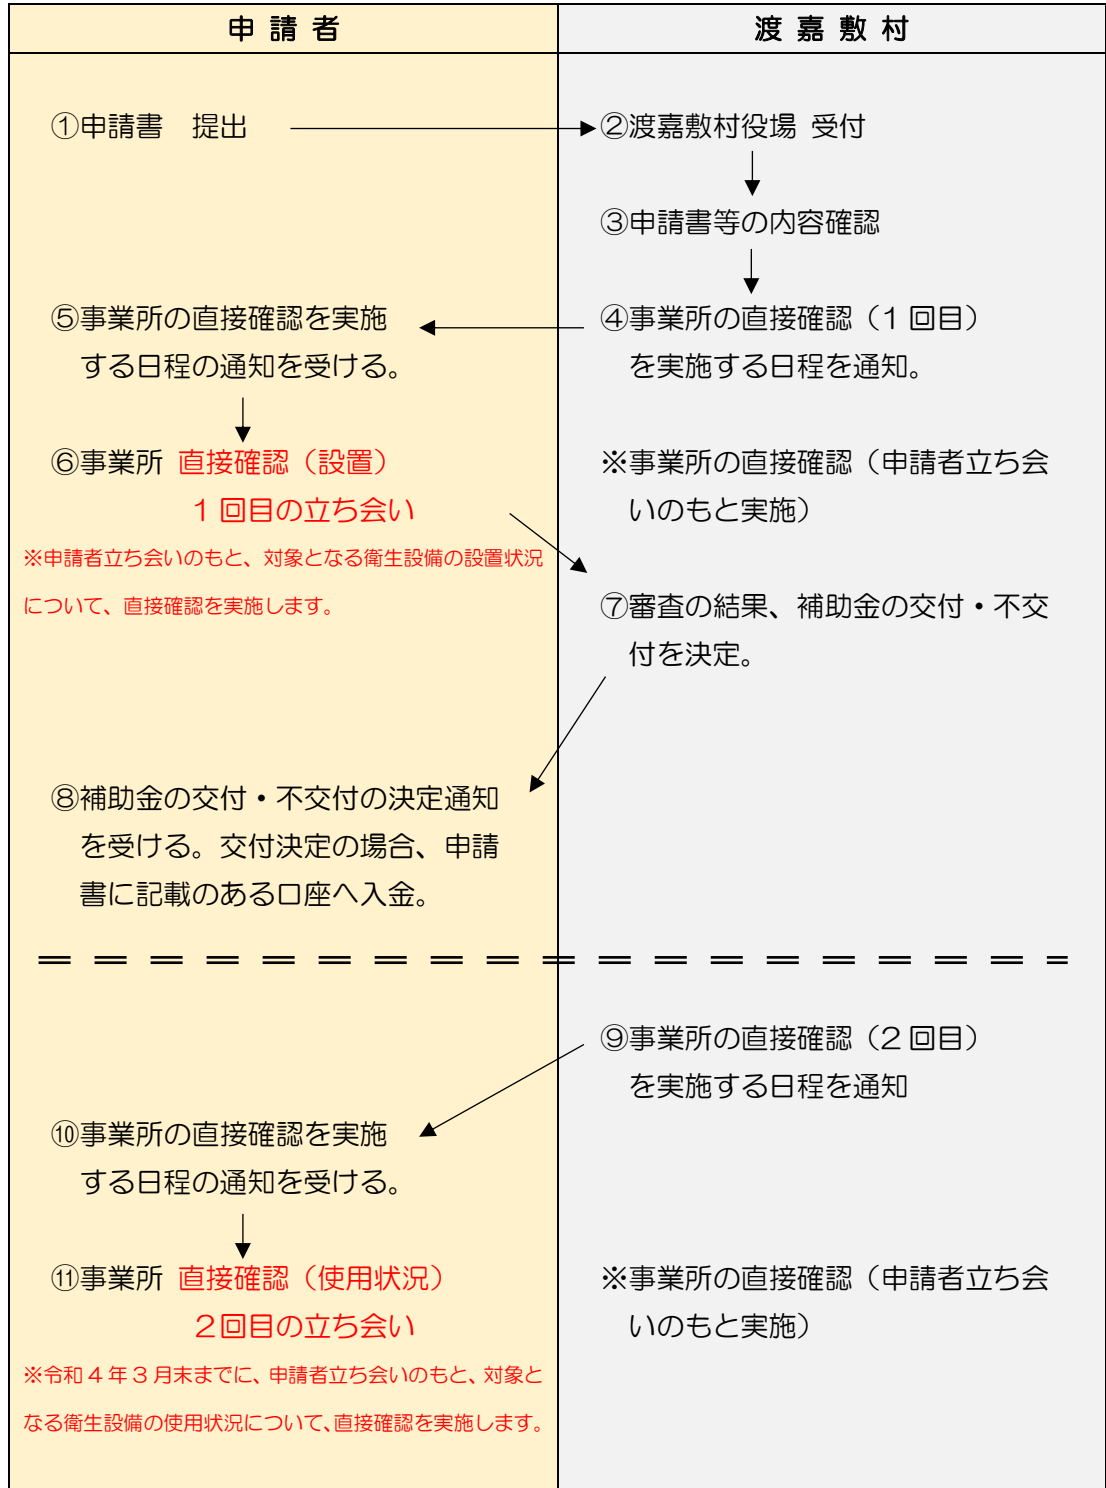 申請者
渡嘉敷村
①申請書　提出
②渡嘉敷村役場 受付
③申請書等の内容確認
④事業所の直接確認（１回目）
を実施する日程を通知。
⑤事業所の直接確認を実施
する日程の通知を受ける。
⑥事業所 直接確認（設置）
１回目の立ち会い
※申請者立ち会いのもと、対象となる衛生設備の設置状況
について、直接確認を実施します。
※事業所の直接確認（申請者立ち会
いのもと実施）
⑦審査の結果、補助金の交付・不交
付を決定。
⑧補助金の交付・不交付の決定通知
を受ける。交付決定の場合、申請
書に記載のある口座へ入金。
⑨事業所の直接確認（２回目）
を実施する日程を通知
⑩事業所の直接確認を実施
する日程の通知を受ける。
⑪事業所 直接確認（使用状況）
２回目の立ち会い
※令和４年３月末までに、申請者立ち会いのもと、対象と
なる衛生設備の使用状況について、直接確認を実施します。
※事業所の直接確認（申請者立ち会
いのもと実施）